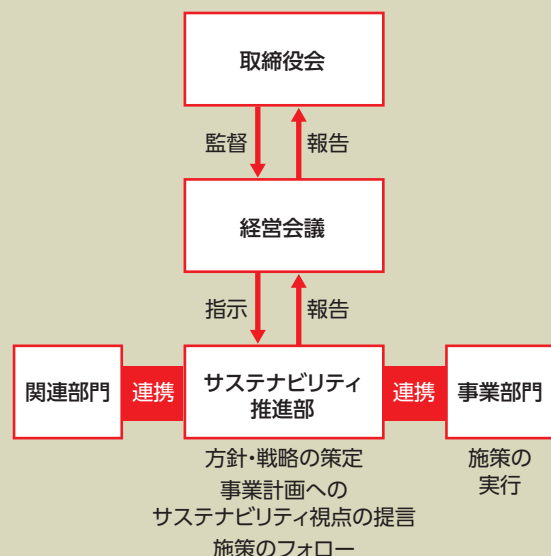 取締役会
監督
報告
経営会議
指示
報告
関連部門
連携
サステナビリティ
推進部
連携
事業部門
方針・戦略の策定
事業計画への
サステナビリティ視点の提言
施策のフォロー
施策の
実行